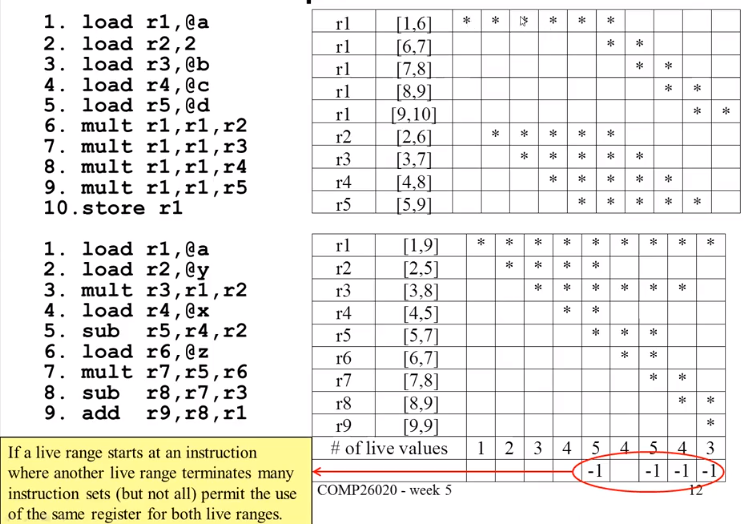 1. load r1,@a
2. load r2,2
3. load r3,@b
4. load r4,@c
5. load r5,@d
6. mult r1,r1,r2
7. mult r1,r1,r3
8. mult r1,r1,r4
9. mult r1,r1,r5
10.store r1
r1 [1,6] * * * * * *
r1 [6,7] * *
r1 [7,8] * *
r1 [8,9] * *
r1 [9,10] * *
r2 [2,6] * * * * *
r3 [3,7] * * * * *
r4 [4,8] * * * * *
r5 [5,9] * * * * *
1. load r1,@a
2. load r2,@y
3. mult r3,r1,r2
4. load r4,@x
5. sub r5,r4,r2
6. load r6,@z
7. mult r7,r5,r6
8. sub r8,r7,r3
9. add r9,r8,r1
r1 [1,9] * * * * * * * * *
r2 [2,5] * * * *
r3 [3,8] * * * * * *
r4 [4,5] * *
r5 [5,7] * * *
r6 [6,7] * *
r7 [7,8] * *
r8 [8,9] * *
r9 [9,9] *
# of live values 1 2 3 4 5 4 5 4 3
-1 -1 -1 -1
If a live range starts at an instruction
where another live range terminates many
instruction sets (but not all) permit the use
of the same register for both live ranges.
COMP26020 - week 5
12